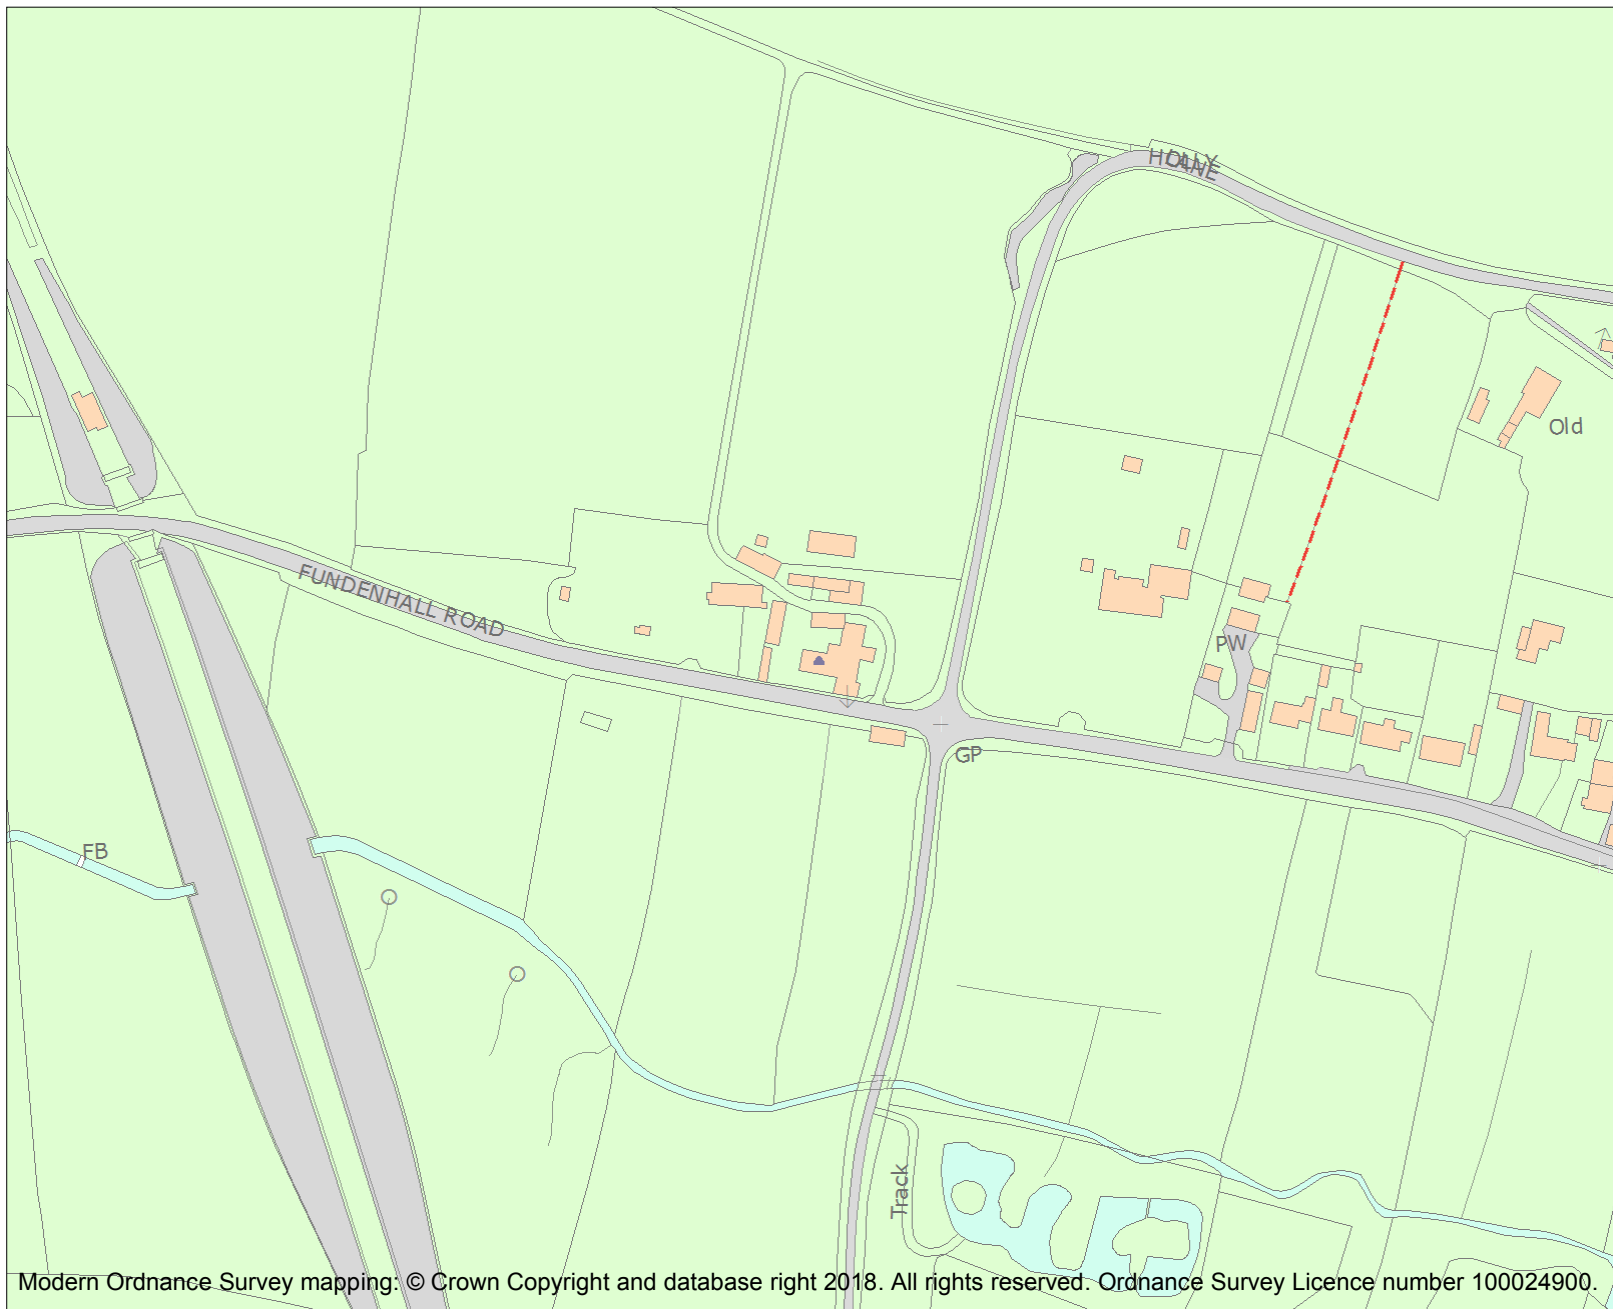 HOLLY
LANE
Old
FUNDENHALL ROAD
PW
GP
FB
Track
Modern Ordnance Survey mapping: © Crown Copyright and database right 2018. All rights reserved. Ordnance Survey Licence number 100024900.